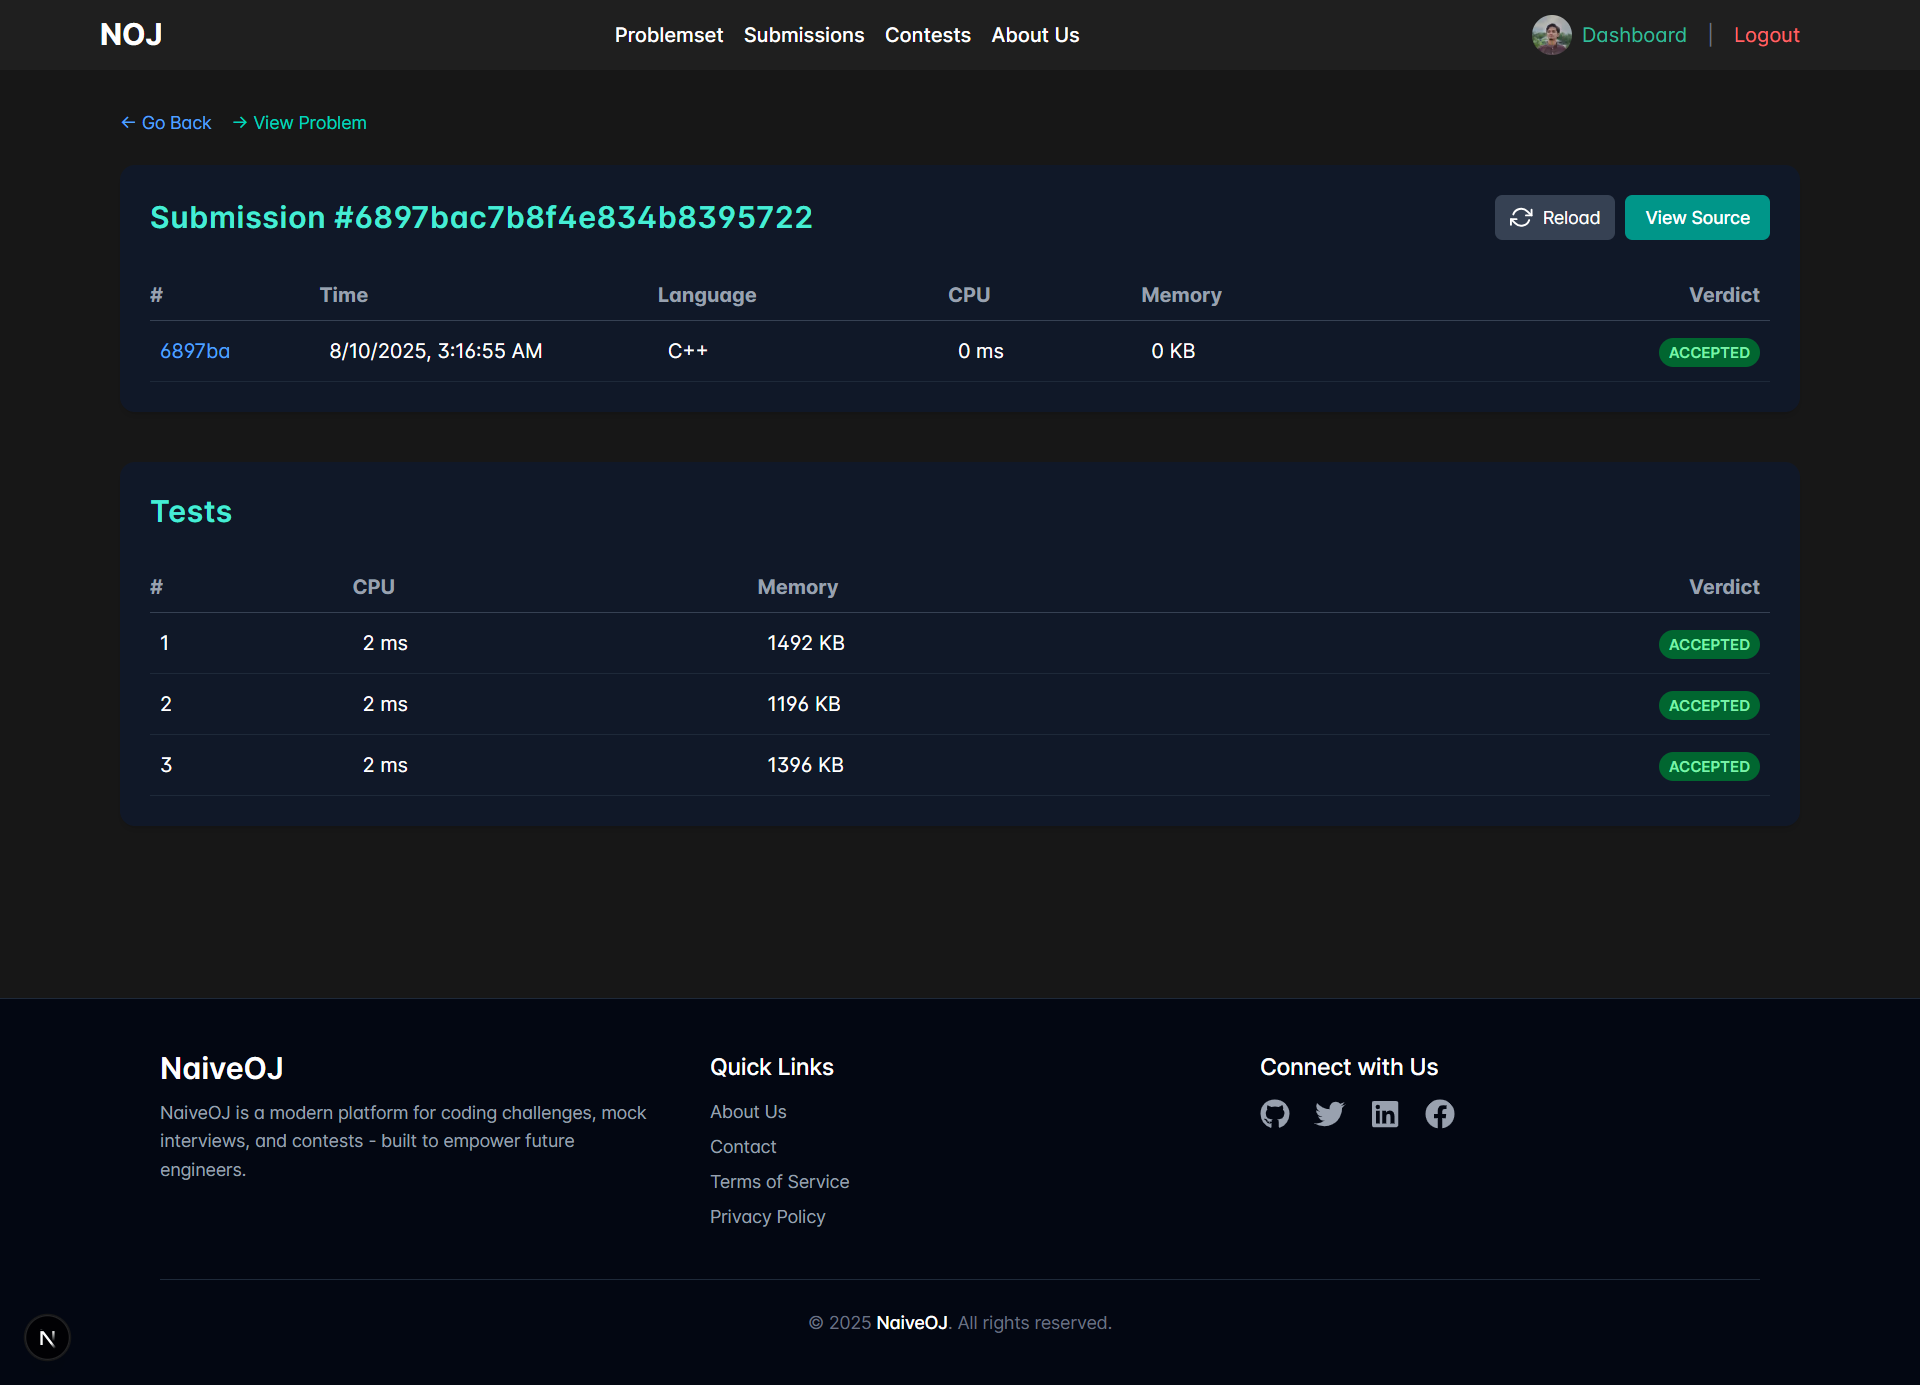 NOJ
Problemset Submissions Contests About Us
Dashboard | Logout
← Go Back → View Problem
Submission #6897bac7b8f4e834b8395722
Reload View Source
# Time Language CPU Memory Verdict
6897ba 8/10/2025, 3:16:55 AM C++ 0 ms 0 KB ACCEPTED
Tests
# CPU Memory Verdict
1 2 ms 1492 KB ACCEPTED
2 2 ms 1196 KB ACCEPTED
3 2 ms 1396 KB ACCEPTED
NaiveOJ
NaiveOJ is a modern platform for coding challenges, mock
interviews, and contests - built to empower future
engineers.
Quick Links
About Us
Contact
Terms of Service
Privacy Policy
Connect with Us
© 2025 NaiveOJ. All rights reserved.
N